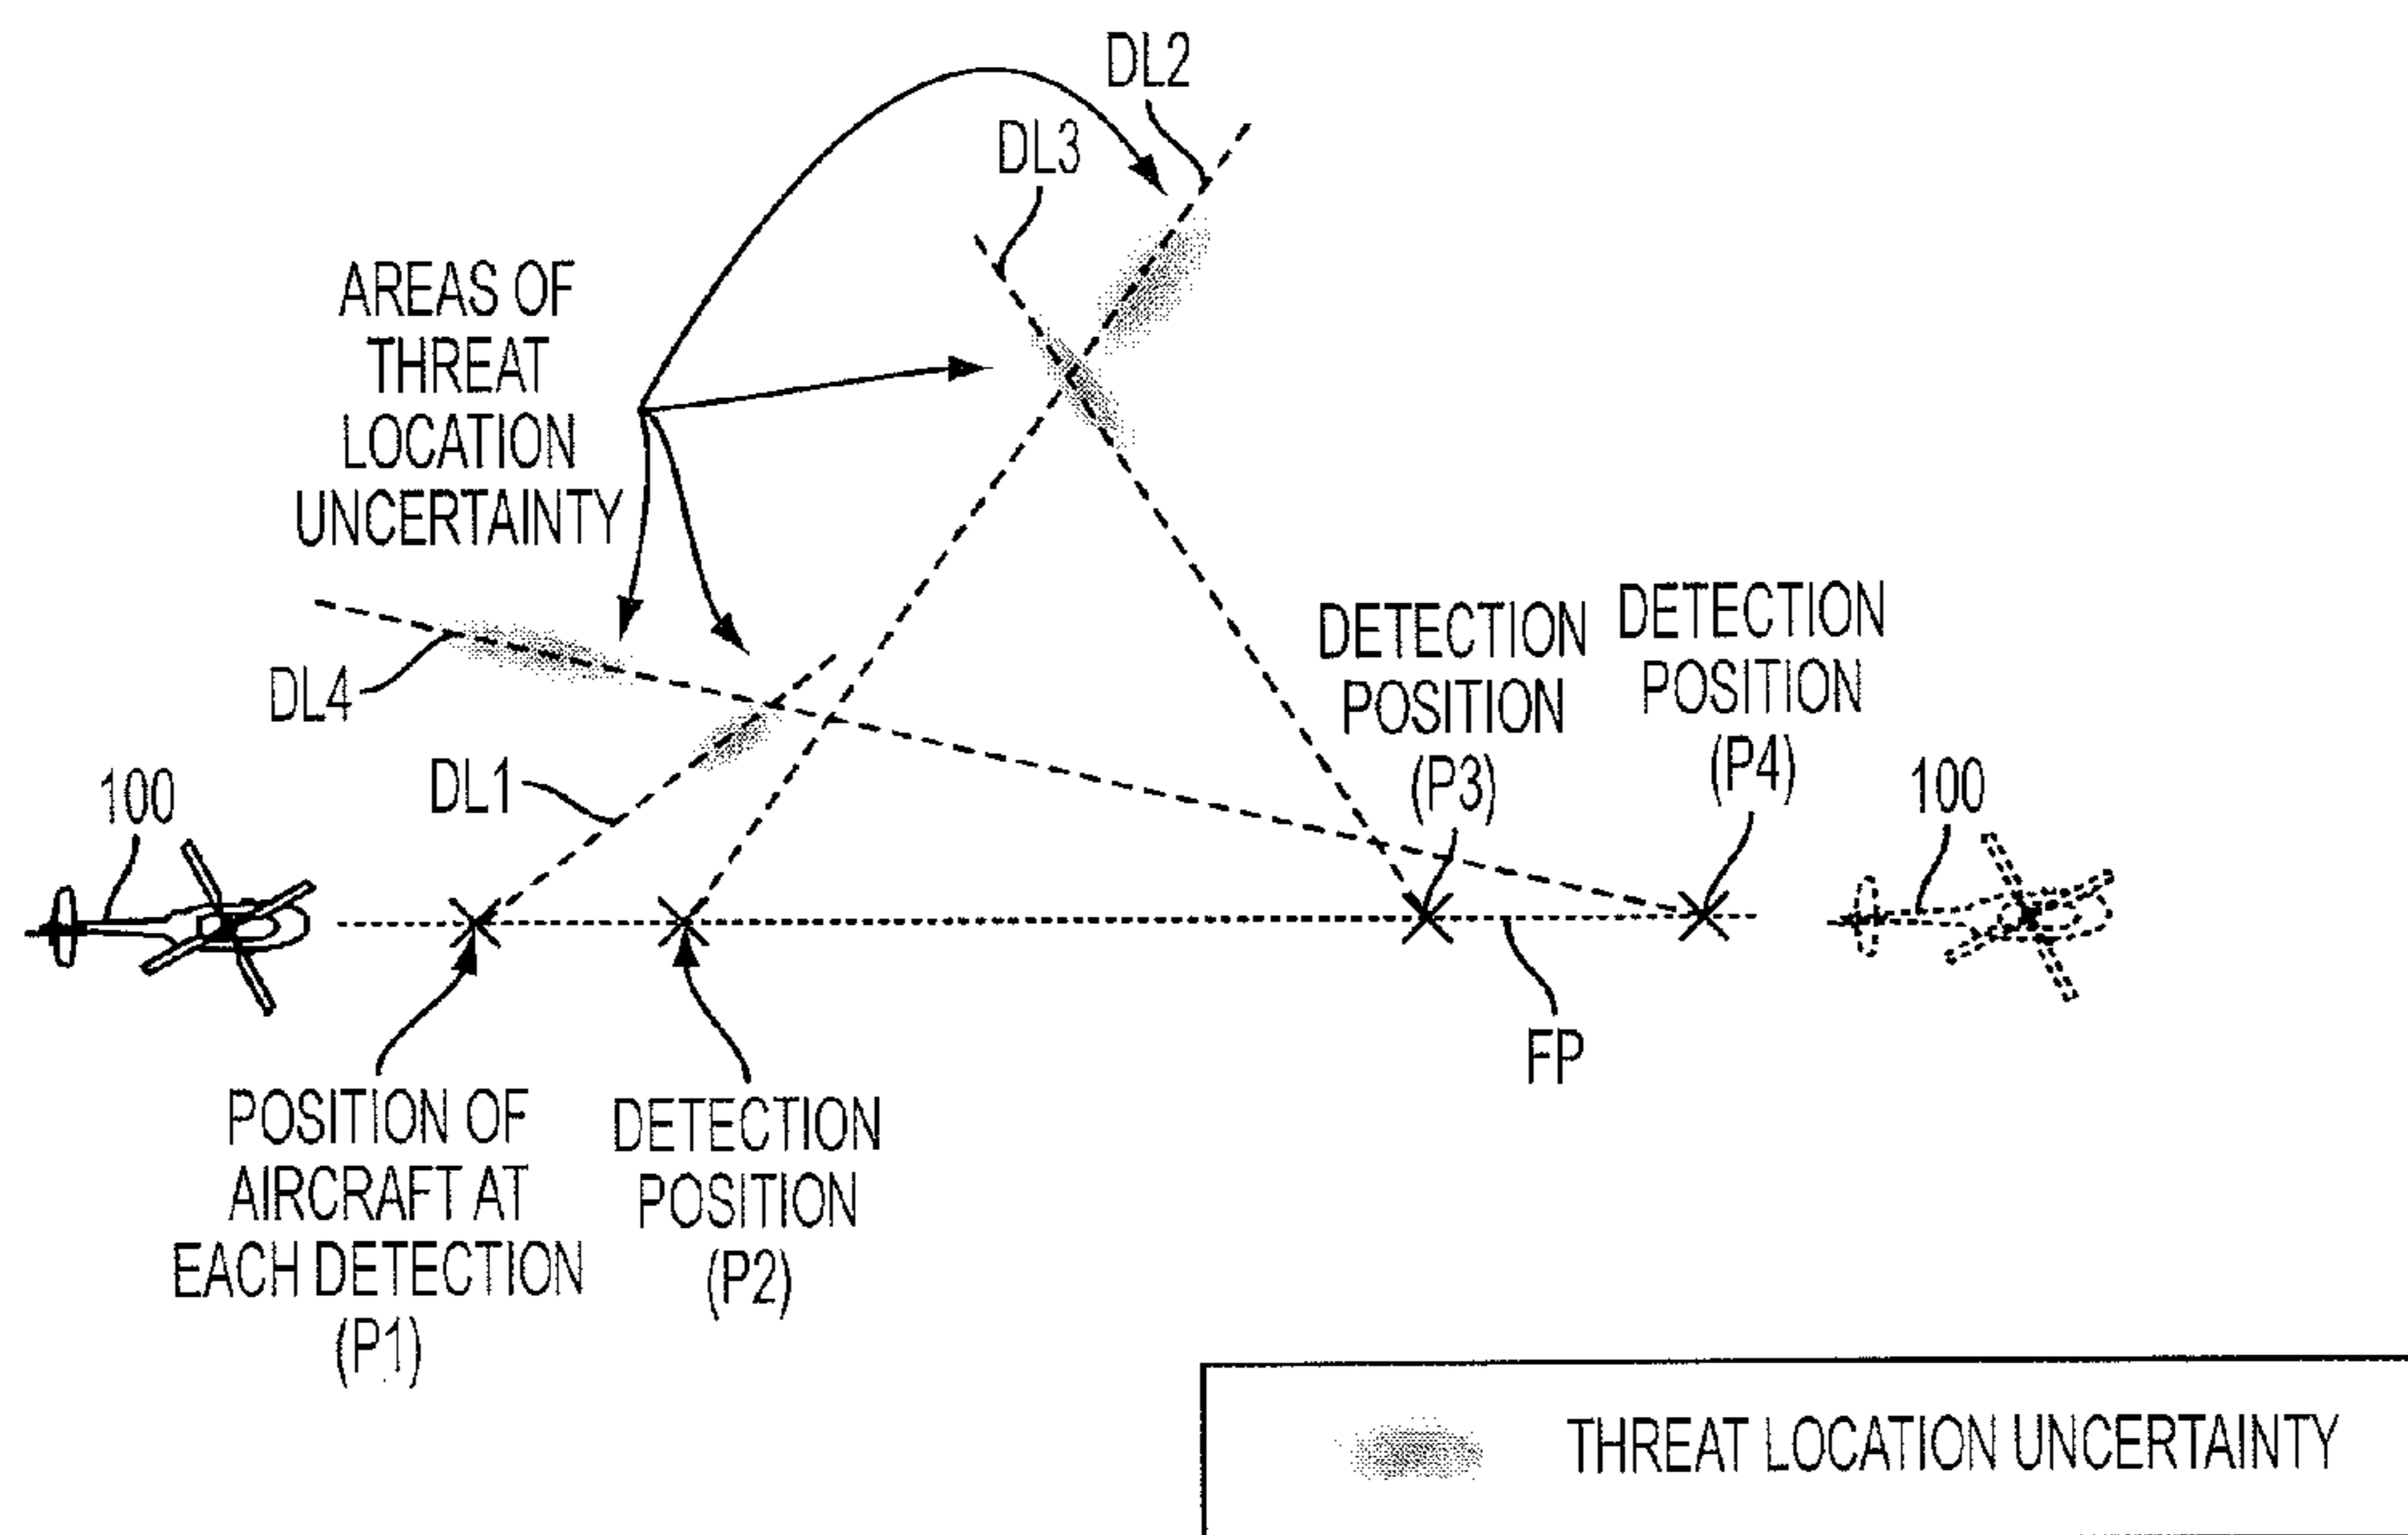 DL2
DL3
AREAS OF
THREAT
LOCATION
UNCERTAINTY
DL4
DL1
DETECTION
POSITION
(P3)
DETECTION
POSITION
(P4)
100
100
FP
POSITION OF
AIRCRAFT AT
EACH DETECTION
(P1)
DETECTION
POSITION
(P2)
THREAT LOCATION UNCERTAINTY